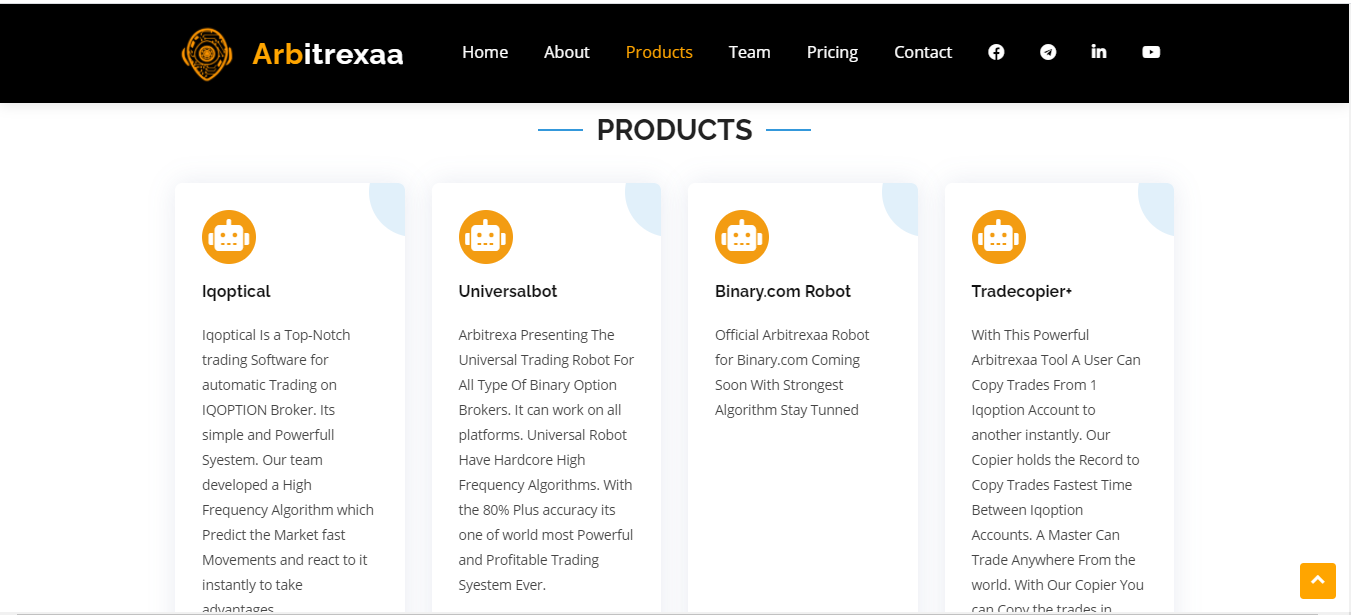 Arbitrexaa
Home About Products Team Pricing Contact
PRODUCTS
Iqoptical
Iqoptical Is a Top-Notch
trading Software for
automatic Trading on
IQOPTION Broker. Its
simple and Powerfull
Syestem. Our team
developed a High
Frequency Algorithm which
Predict the Market fast
Movements and react to it
instantly to take
advantages
Universalbot
Arbitrexa Presenting The
Universal Trading Robot For
All Type Of Binary Option
Brokers. It can work on all
platforms. Universal Robot
Have Hardcore High
Frequency Algorithms. With
the 80% Plus accuracy its
one of world most Powerful
and Profitable Trading
Syestem Ever.
Binary.com Robot
Official Arbitrexaa Robot
for Binary.com Coming
Soon With Strongest
Algorithm Stay Tunned
Tradecopier+
With This Powerful
Arbitrexaa Tool A User Can
Copy Trades From 1
Iqoption Account to
another instantly. Our
Copier holds the Record to
Copy Trades Fastest Time
Between Iqoption
Accounts. A Master Can
Trade Anywhere From the
world. With Our Copier You
can Copy the trades in